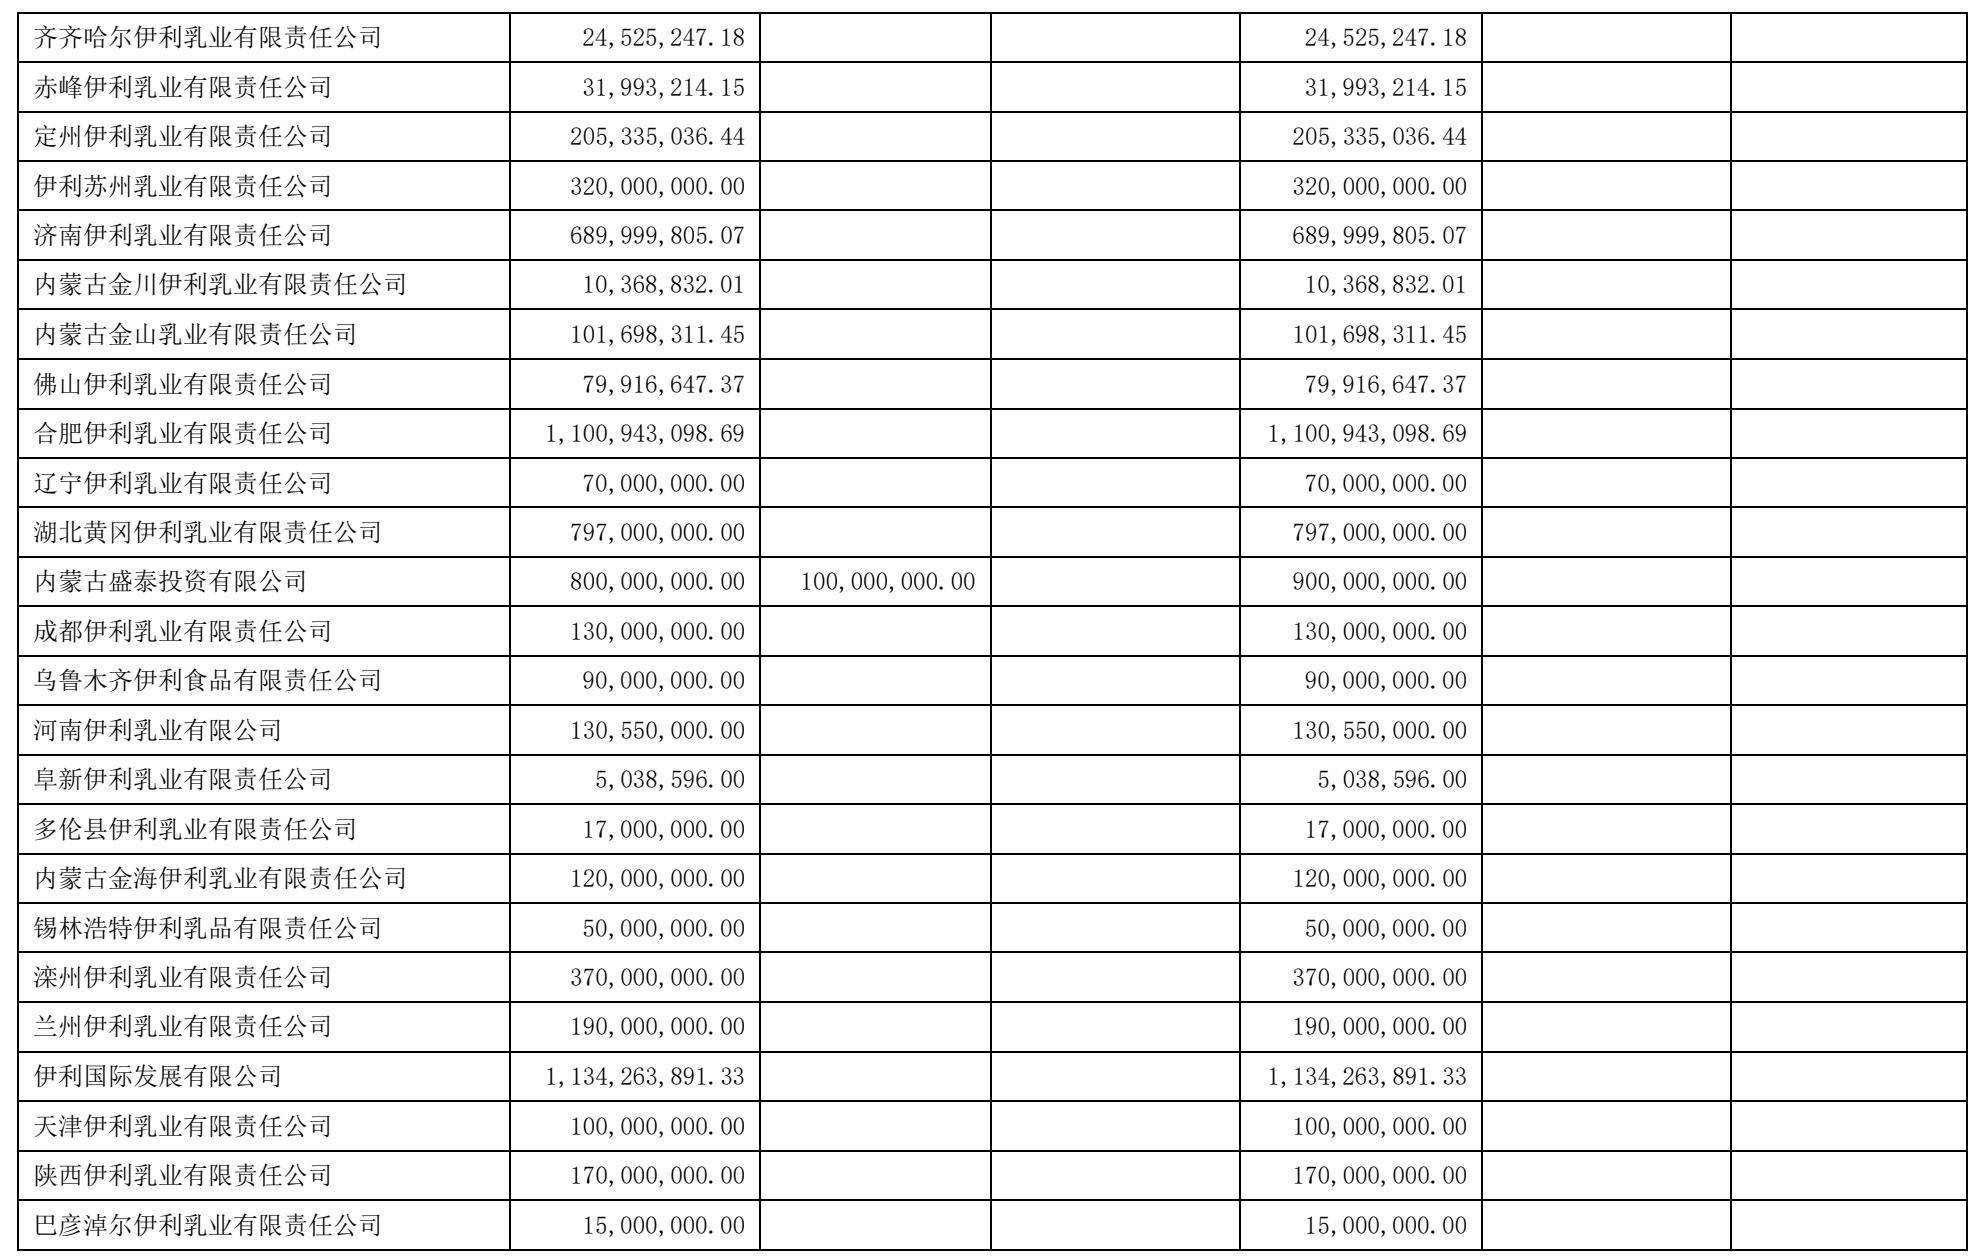 齐齐哈尔伊利乳业有限责任公司 24,525,247.18 24,525,247.18
赤峰伊利乳业有限责任公司 31,993,214.15 31,993,214.15
定州伊利乳业有限责任公司 205,335,036.44 205,335,036.44
伊利苏州乳业有限责任公司 320,000,000.00 320,000,000.00
济南伊利乳业有限责任公司 689,999,805.07 689,999,805.07
内蒙古金川伊利乳业有限责任公司 10,368,832.01 10,368,832.01
内蒙古金山乳业有限责任公司 101,698,311.45 101,698,311.45
佛山伊利乳业有限责任公司 79,916,647.37 79,916,647.37
合肥伊利乳业有限责任公司 1,100,943,098.69 1,100,943,098.69
辽宁伊利乳业有限责任公司 70,000,000.00 70,000,000.00
湖北黄冈伊利乳业有限责任公司 797,000,000.00 797,000,000.00
内蒙古盛泰投资有限公司 800,000,000.00 100,000,000.00 900,000,000.00
成都伊利乳业有限责任公司 130,000,000.00 130,000,000.00
乌鲁木齐伊利食品有限责任公司 90,000,000.00 90,000,000.00
河南伊利乳业有限公司 130,550,000.00 130,550,000.00
阜新伊利乳业有限责任公司 5,038,596.00 5,038,596.00
多伦县伊利乳业有限责任公司 17,000,000.00 17,000,000.00
内蒙古金海伊利乳业有限责任公司 120,000,000.00 120,000,000.00
锡林浩特伊利乳品有限责任公司 50,000,000.00 50,000,000.00
滦州伊利乳业有限责任公司 370,000,000.00 370,000,000.00
兰州伊利乳业有限责任公司 190,000,000.00 190,000,000.00
伊利国际发展有限公司 1,134,263,891.33 1,134,263,891.33
天津伊利乳业有限责任公司 100,000,000.00 100,000,000.00
陕西伊利乳业有限责任公司 170,000,000.00 170,000,000.00
巴彦淖尔伊利乳业有限责任公司 15,000,000.00 15,000,000.00